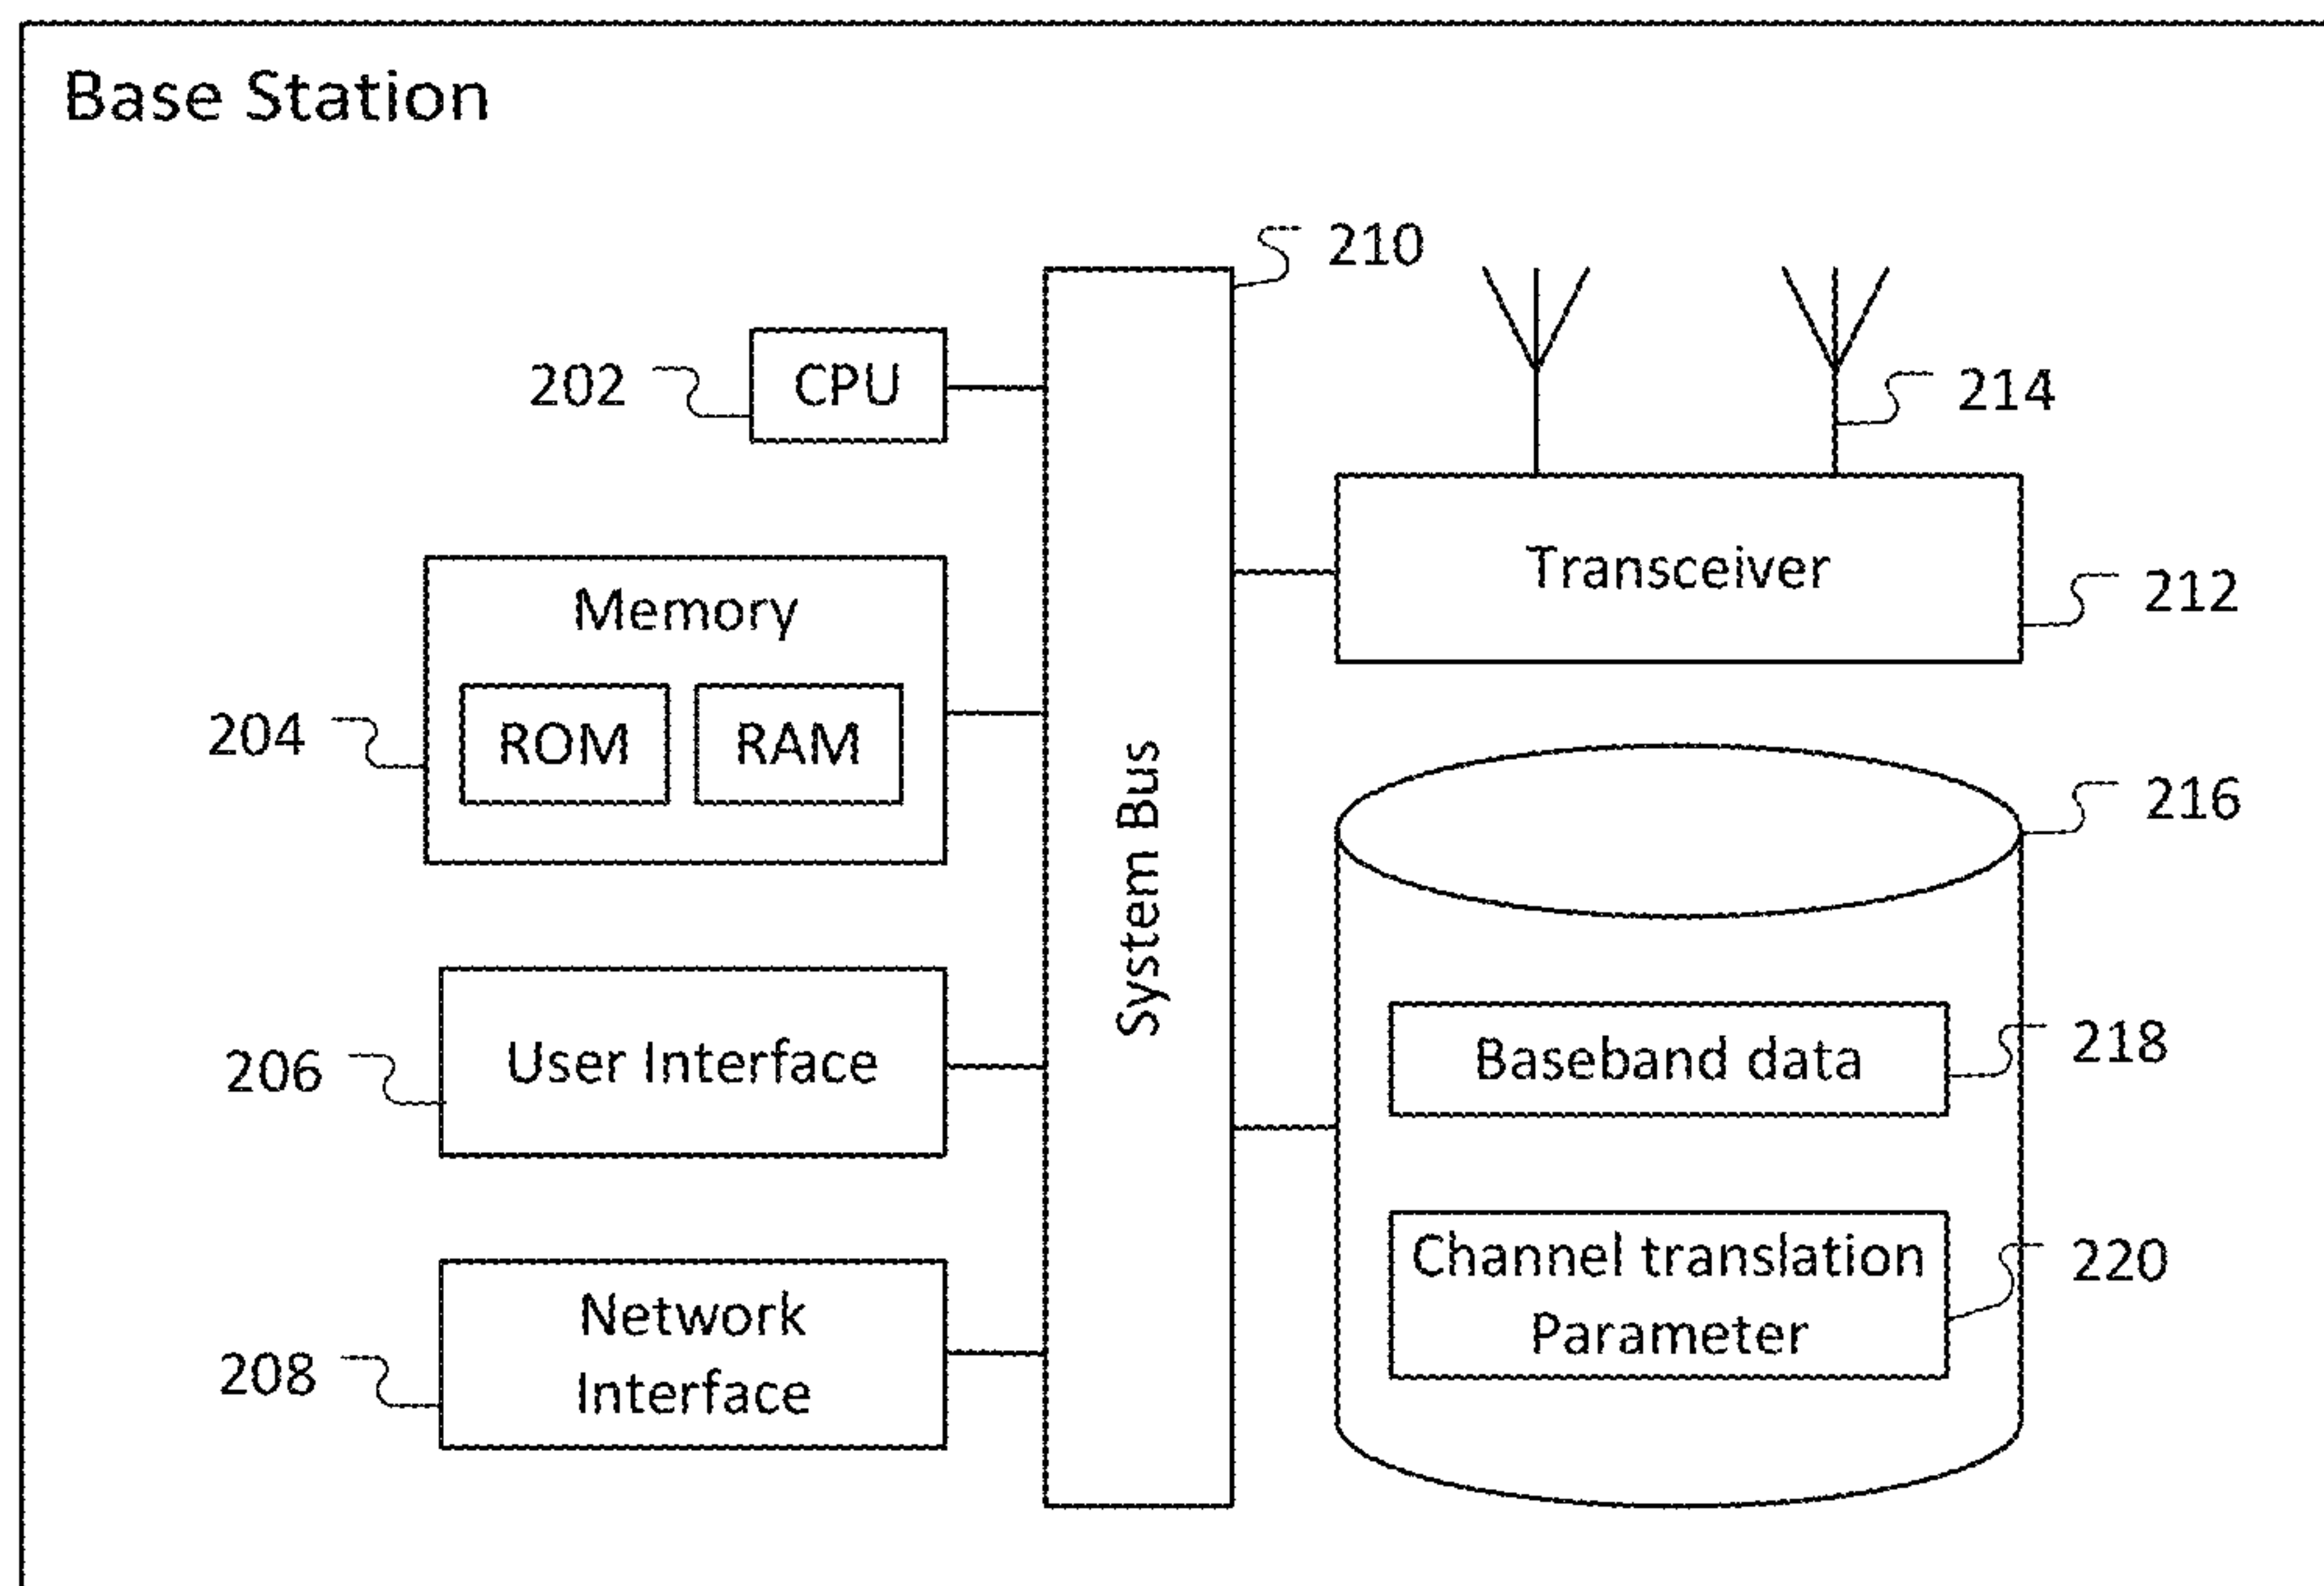 Base Station
210
202
CPU
214
Transceiver
212
Memory
204
ROM
RAM
System Bus
216
206
User Interface
Baseband data
218
208
Network
Interface
Channel translation
Parameter
220